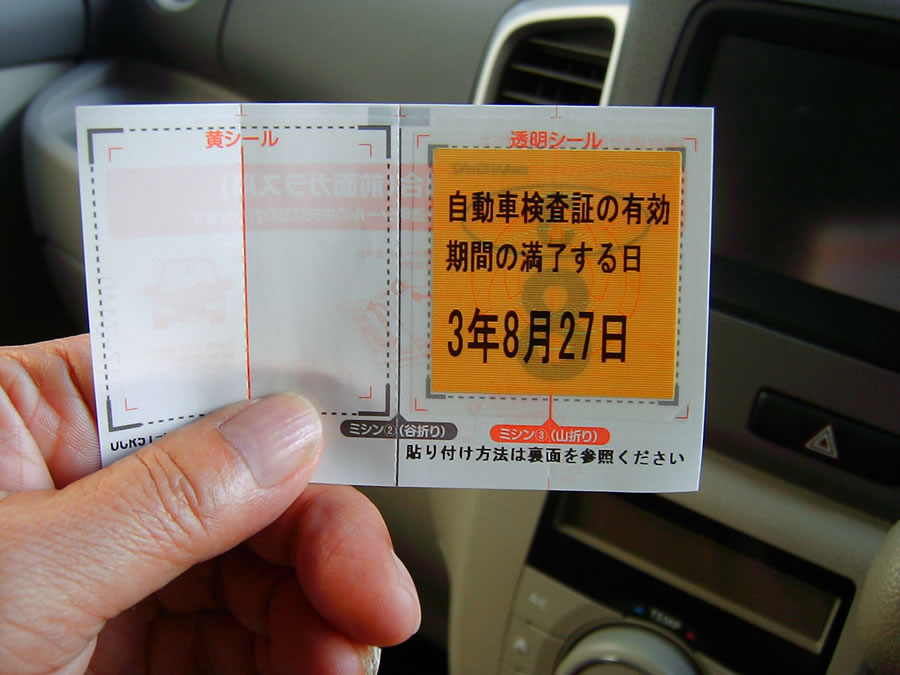 黄シール
透明シール
自動車検査証の有効
期間の満了する日
3年8月27日
ミシン②(谷折り)
ミシン③(山折り)
貼り付け方法は裏面を参照ください
TEMP